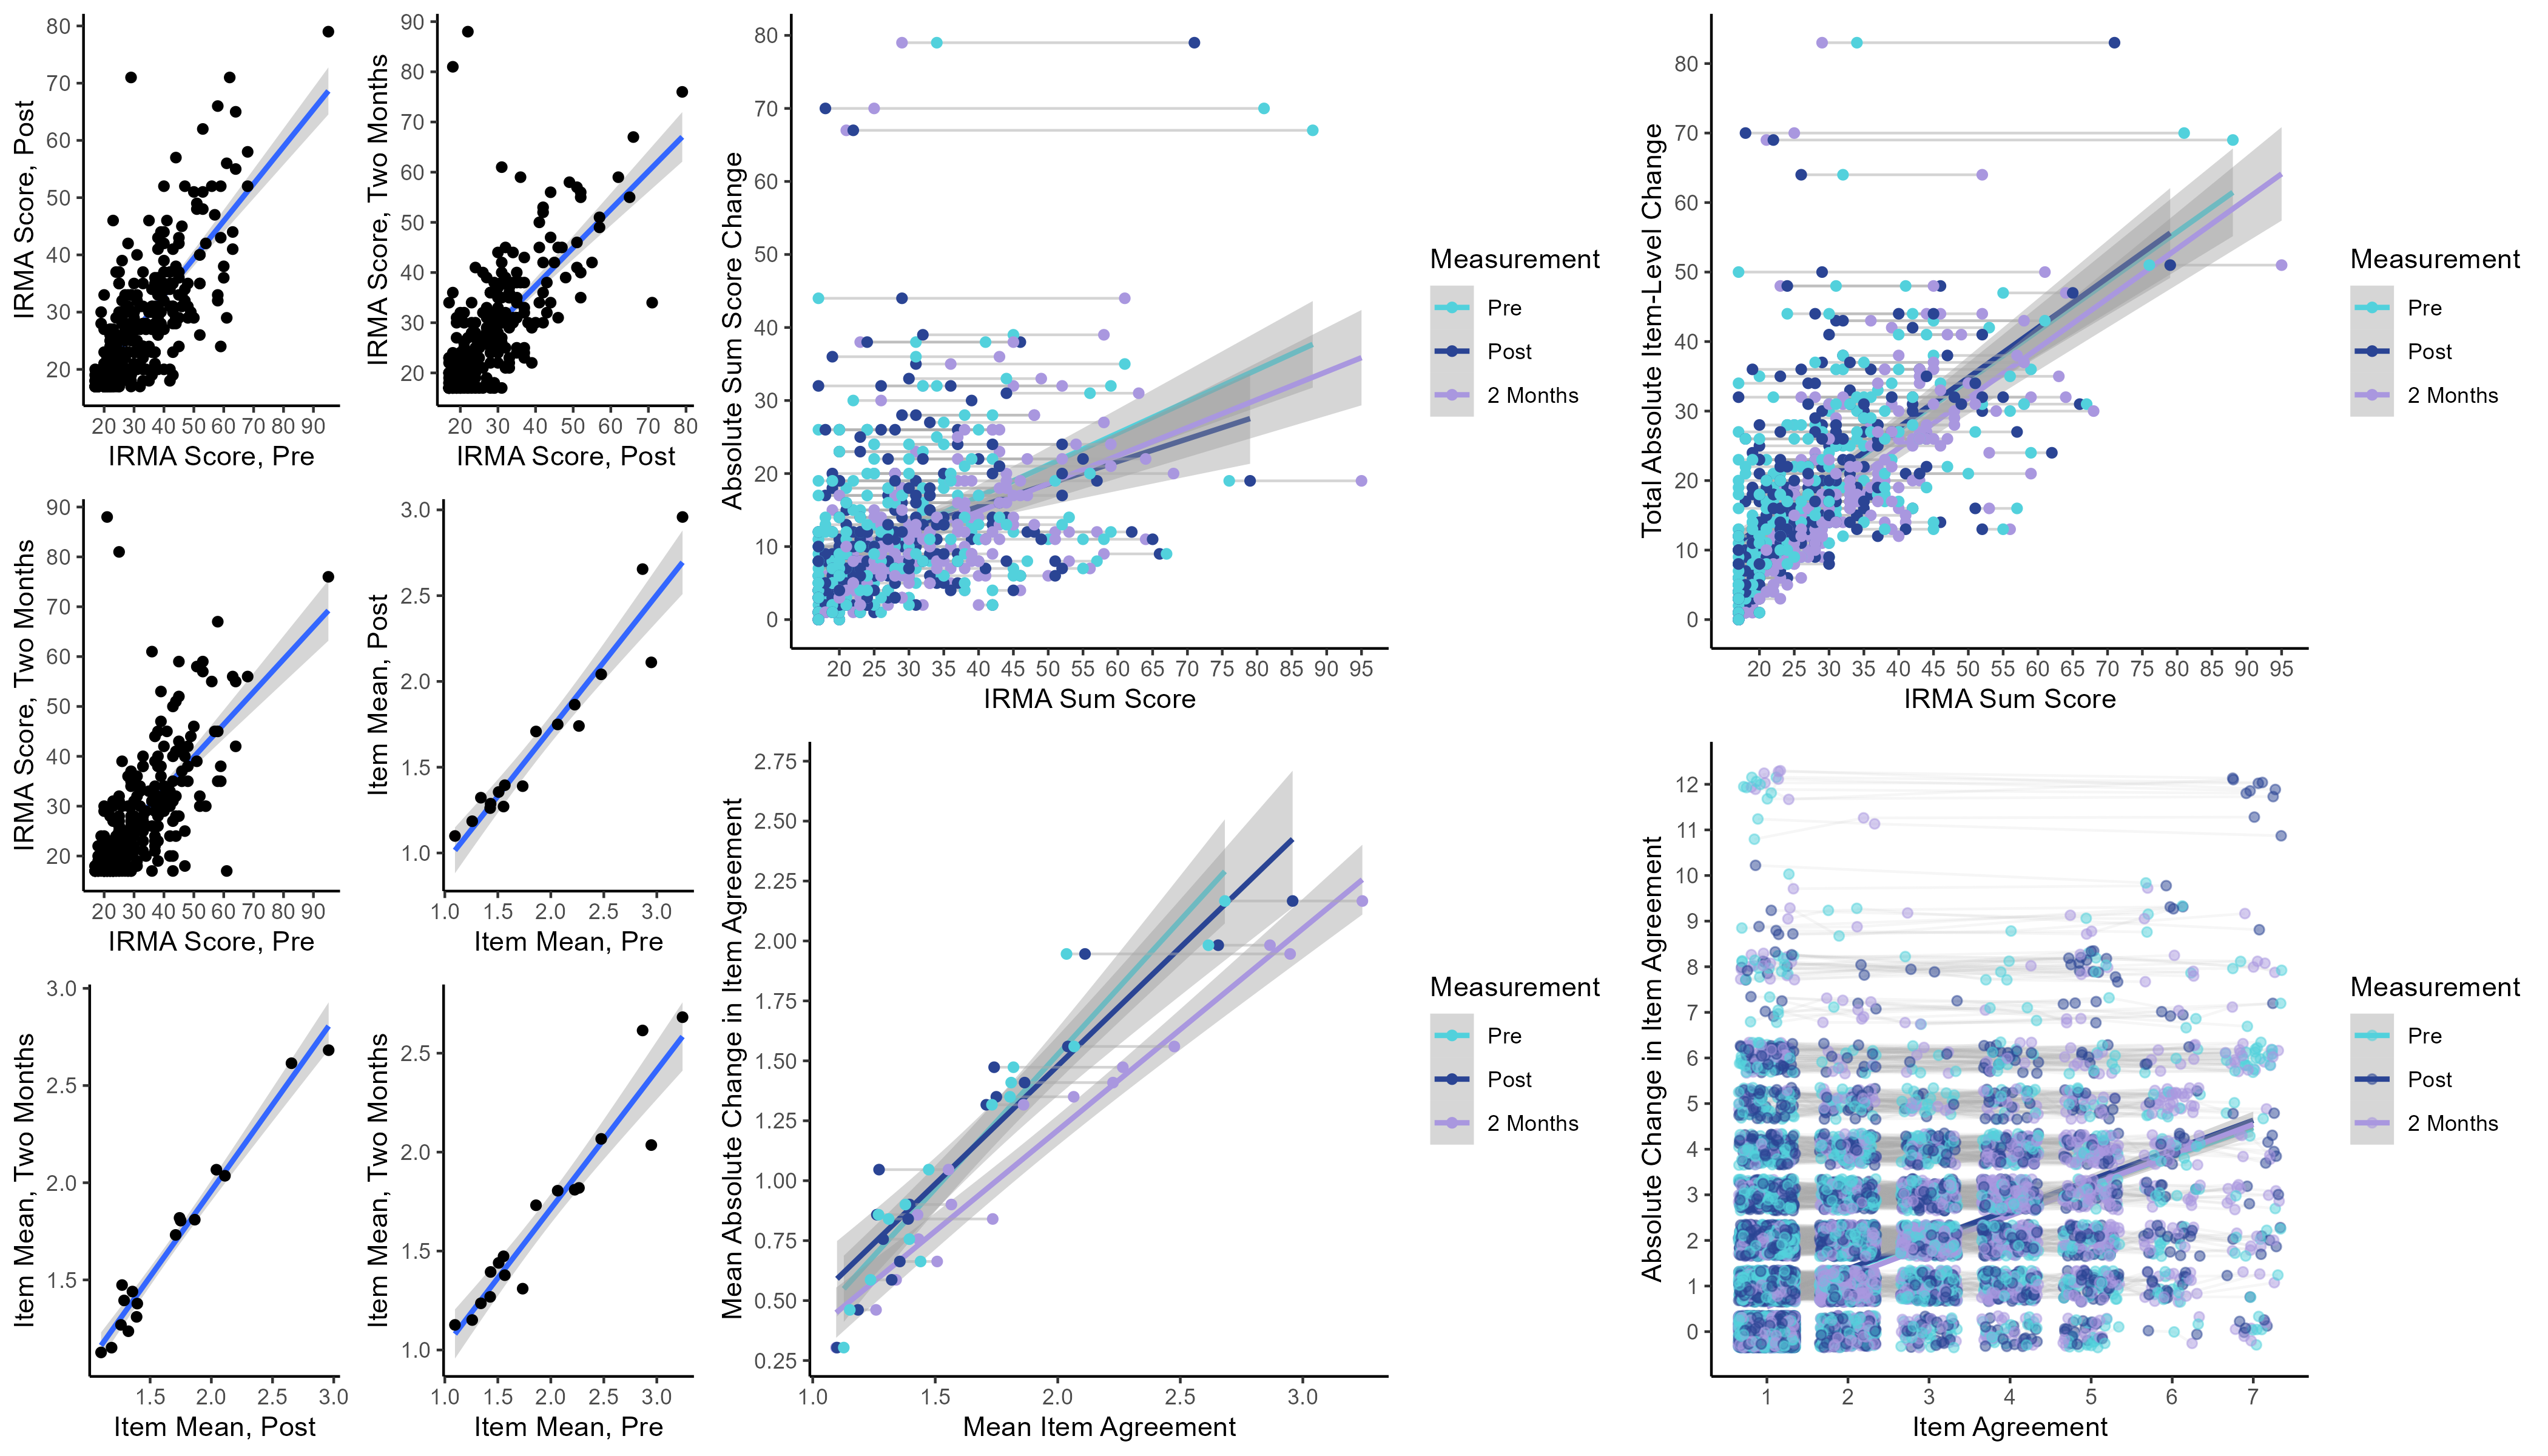 IRMA Score, Post
80
70
60
50
40
30
20
20 30 40 50 60 70 80 90
IRMA Score, Pre
IRMA Score, Two Months
90
80
70
60
50
40
30
20
20 30 40 50 60 70 80
IRMA Score, Post
Absolute Sum Score Change
80
70
60
50
40
30
20
10
0
20 25 30 35 40 45 50 55 60 65 70 75 80 85 90 95
IRMA Sum Score
Measurement
Pre
Post
2 Months
Total Absolute Item-Level Change
80
70
60
50
40
30
20
10
0
20 25 30 35 40 45 50 55 60 65 70 75 80 85 90 95
IRMA Sum Score
Measurement
Pre
Post
2 Months
IRMA Score, Two Months
90
80
70
60
50
40
30
20
20 30 40 50 60 70 80 90
IRMA Score, Pre
Item Mean, Post
3.0
2.5
2.0
1.5
1.0
1.0 1.5 2.0 2.5 3.0
Item Mean, Pre
Item Mean, Two Months
3.0
2.5
2.0
1.5
1.5 2.0 2.5 3.0
Item Mean, Post
Item Mean, Two Months
2.5
2.0
1.5
1.0
1.0 1.5 2.0 2.5 3.0
Item Mean, Pre
Mean Absolute Change in Item Agreement
2.75
2.50
2.25
2.00
1.75
1.50
1.25
1.00
0.75
0.50
0.25
1.0 1.5 2.0 2.5 3.0
Mean Item Agreement
Measurement
Pre
Post
2 Months
Absolute Change in Item Agreement
12
11
10
9
8
7
6
5
4
3
2
1
0
1 2 3 4 5 6 7
Item Agreement
Measurement
Pre
Post
2 Months